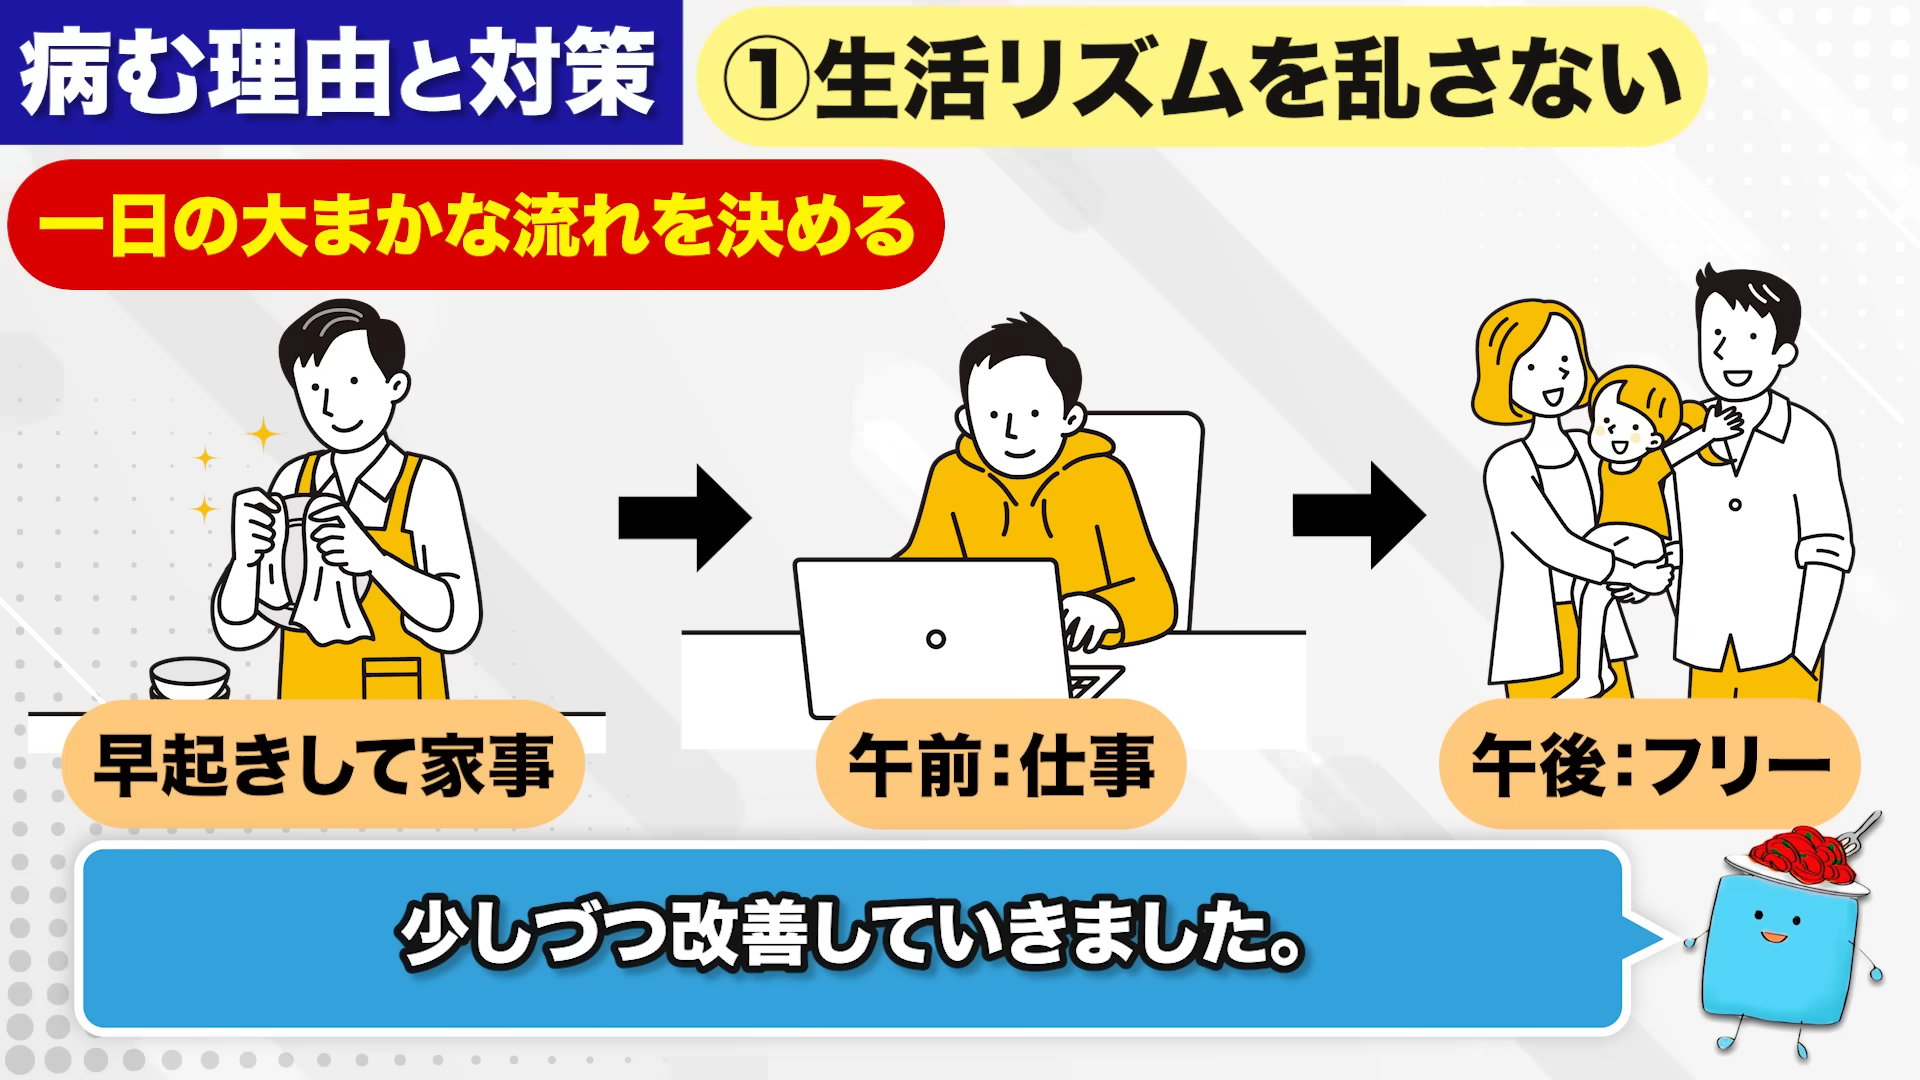 病む理由と対策
①生活リズムを乱さない
一日の大まかな流れを決める
早起きして家事
午前：仕事
午後：フリー
少しづつ改善していきました。